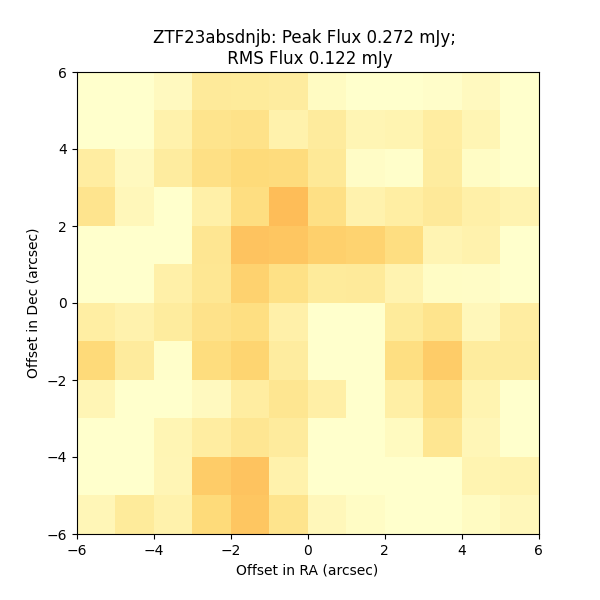 ZTF23absdnjb: Peak Flux 0.272 mJy;
RMS Flux 0.122 mJy
6
4
2
0
−2
−4
−6
Offset in Dec (arcsec)
−6 −4 −2 0 2 4 6
Offset in RA (arcsec)